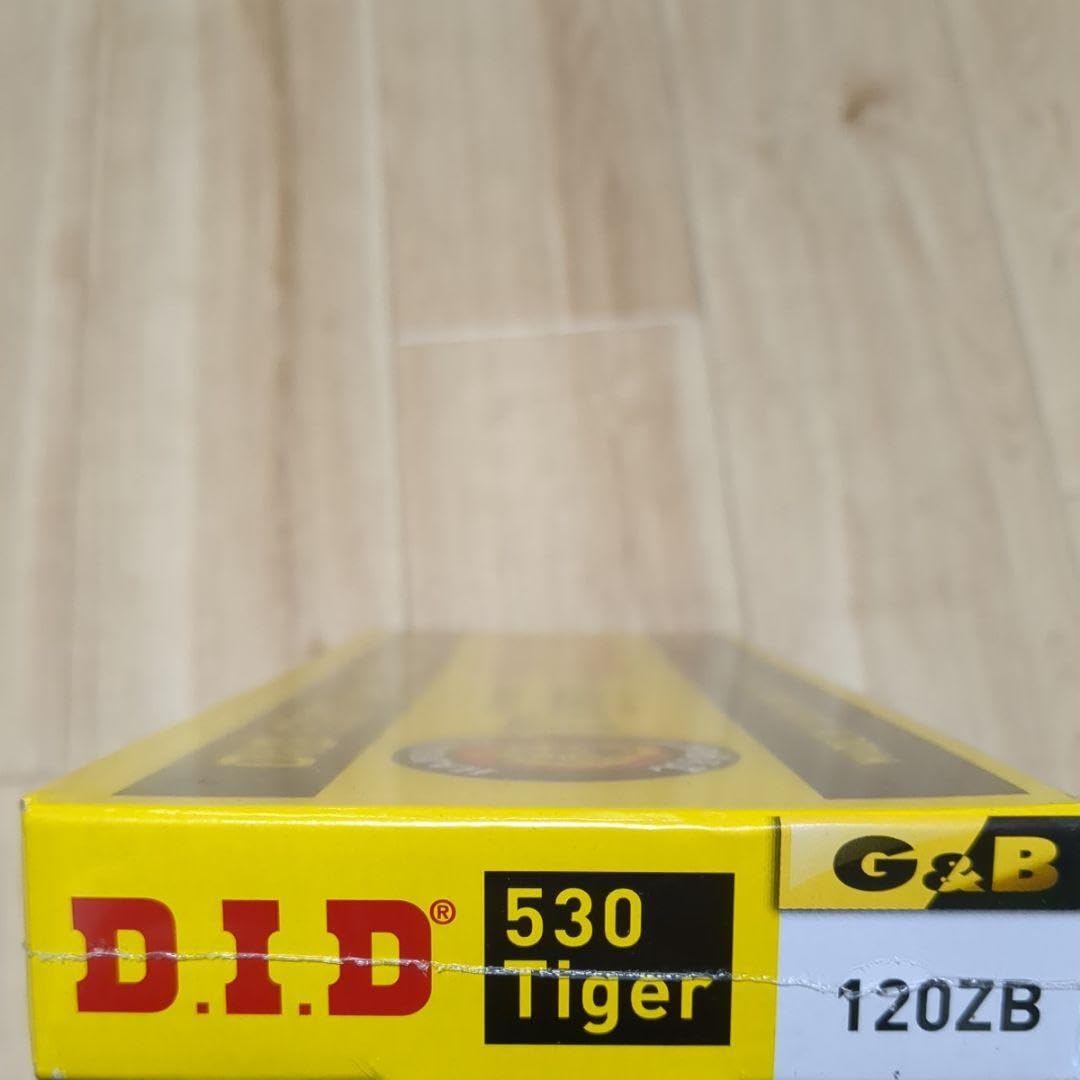 D.I.D®
530
Tiger
G&B
120ZB